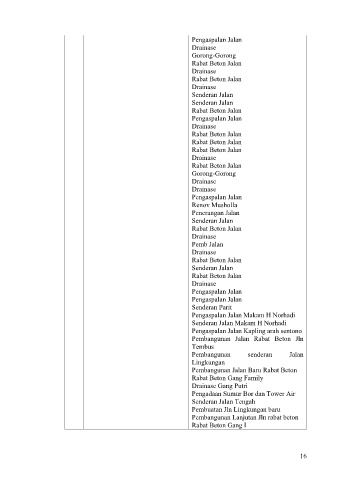 Pengaspalan Jalan
Drainase
Gorong-Gorong
Rabat Beton Jalan
Drainase
Rabat Beton Jalan
Drainase
Senderan Jalan
Senderan Jalan
Rabat Beton Jalan
Pengaspalan Jalan
Drainase
Rabat Beton Jalan
Rabat Beton Jalan
Rabat Beton Jalan
Drainase
Rabat Beton Jalan
Gorong-Gorong
Drainase
Drainase
Pengaspalan Jalan
Renov Musholla
Penerangan Jalan
Senderan Jalan
Rabat Beton Jalan
Drainase
Pemb Jalan
Drainase
Rabat Beton Jalan
Senderan Jalan
Rabat Beton Jalan
Drainase
Pengaspalan Jalan
Pengaspalan Jalan
Senderan Parit
Pengaspalan Jalan Makam H Norhadi
Senderan Jalan Makam H Norhadi
Pengaspalan Jalan Kapling arah sentono
Pembangunan Jalan Rabat Beton Jln
Tembus
Pembangunan senderan Jalan
Lingkungan
Pembangunan Jalan Baru Rabat Beton
Rabat Beton Gang Family
Drainase Gang Putri
Pengadaan Sumur Bor dan Tower Air
Senderan Jalan Tengah
Pembuatan Jln Lingkungan baru
Pembangunan Lanjutan Jln rabat beton
Rabat Beton Gang I
16